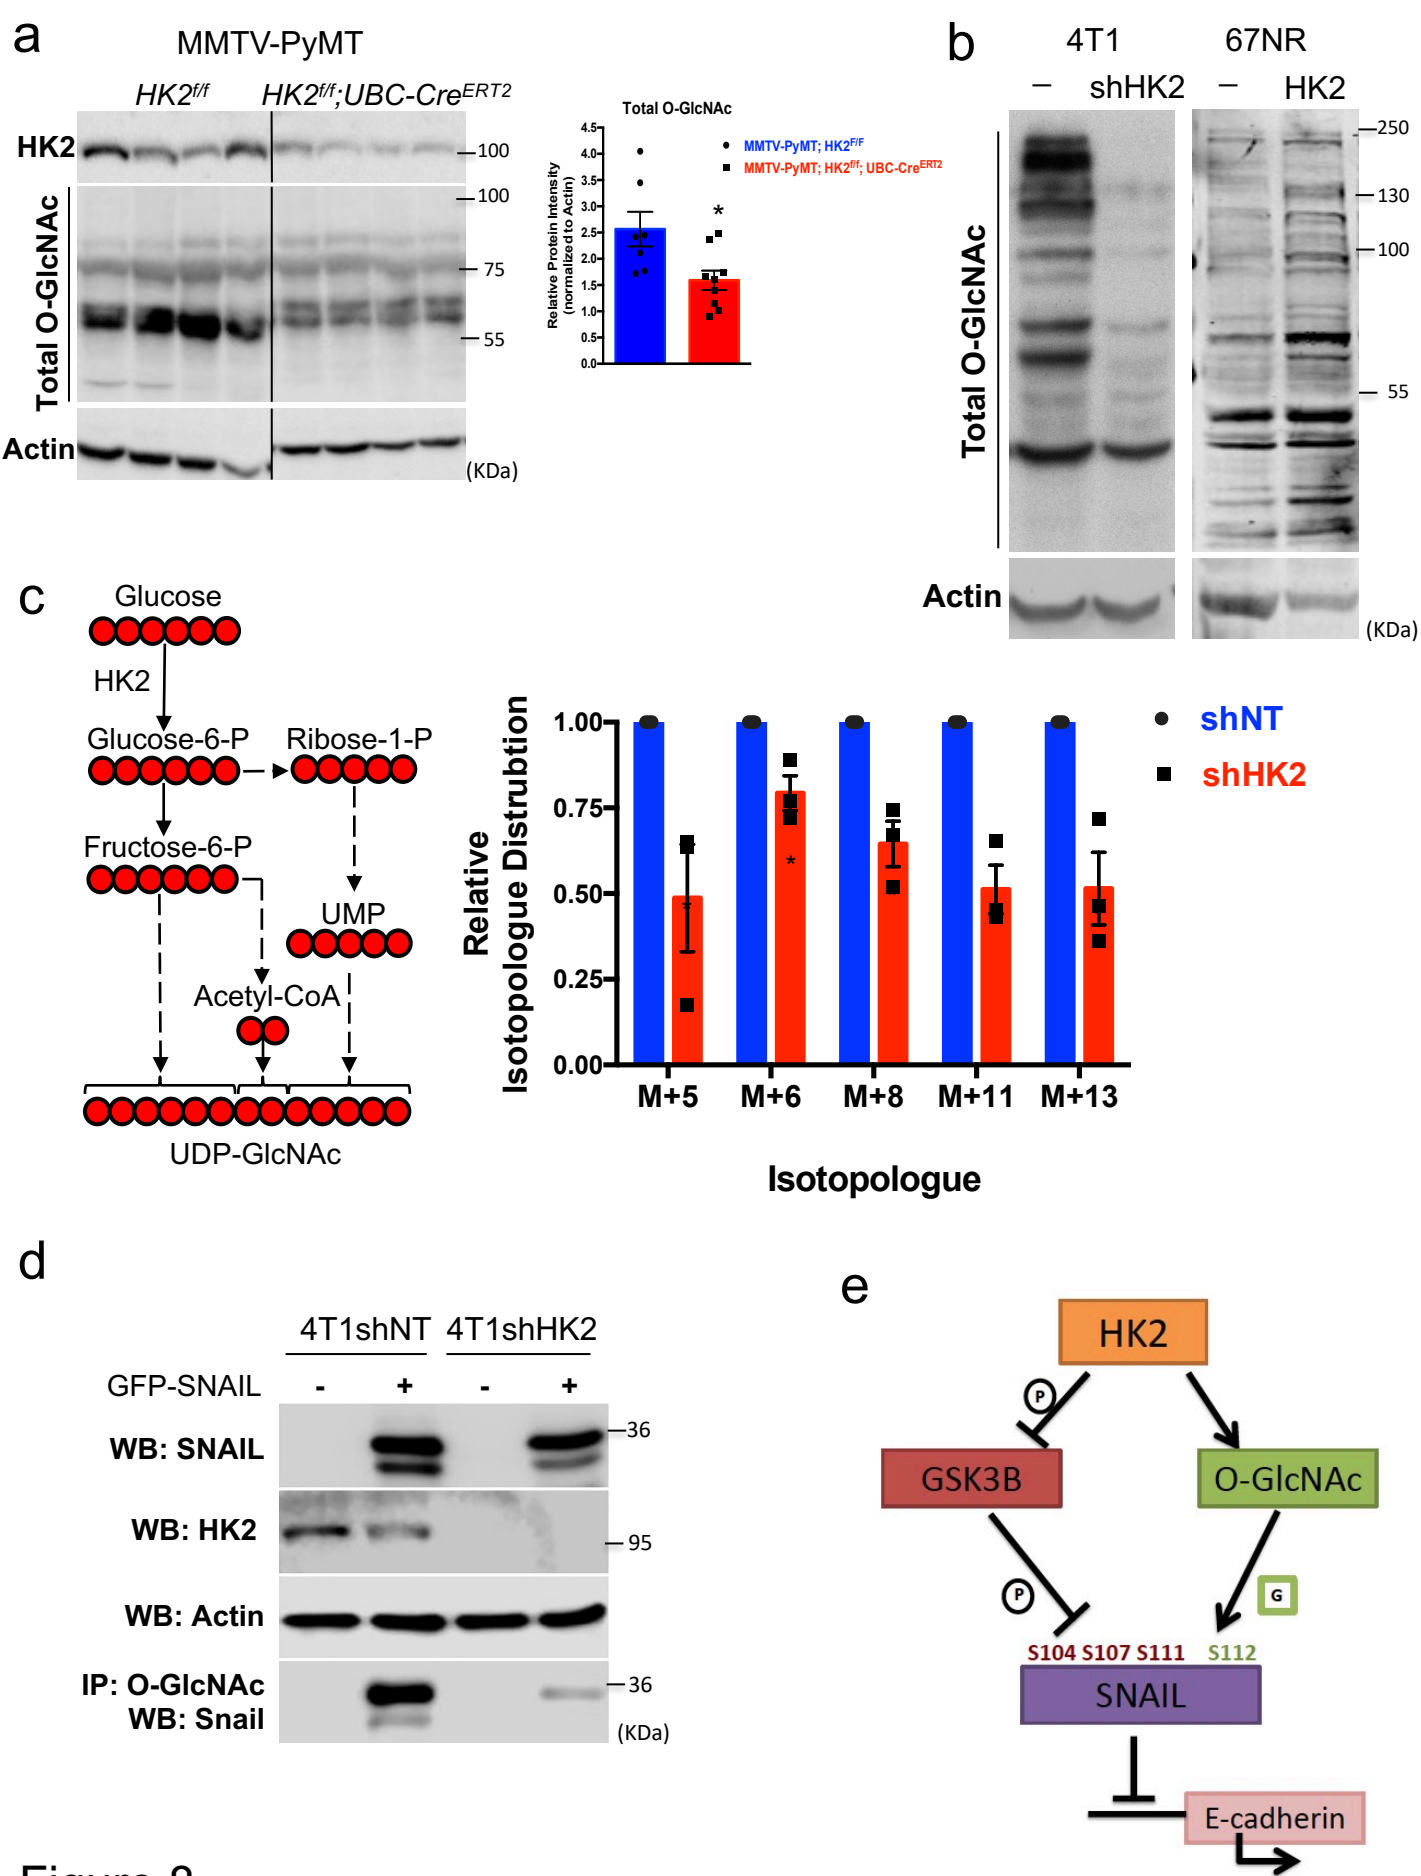 a
MMTV-PyMT
HK2f/f HK2f/f;UBC-CreERT2
HK2
100
Total O-GlcNAc
100
75
55
Actin
(KDa)
Total O-GlcNAc
Relative Protein Intensity
(normalized to Actin)
4.5
4.0
3.5
3.0
2.5
2.0
1.5
1.0
0.5
0.0
MMTV-PyMT; HK2F/F
MMTV-PyMT; HK2f/f; UBC-CreERT2
*
b
4T1 67NR
– shHK2 – HK2
Total O-GlcNAc
250
130
100
55
Actin
(KDa)
c
Glucose
HK2
Glucose-6-P Ribose-1-P
Fructose-6-P
UMP
Acetyl-CoA
UDP-GlcNAc
Relative
Isotopologue Distrubtion
1.00
0.75
0.50
0.25
0.00
*
*
M+5 M+6 M+8 M+11 M+13
Isotopologue
shNT
shHK2
d
4T1shNT 4T1shHK2
GFP-SNAIL - + - +
WB: SNAIL
36
WB: HK2
95
WB: Actin
IP: O-GlcNAc
WB: Snail
36
(KDa)
e
HK2
P
GSK3B O-GlcNAc
P
G
S104 S107 S111 S112
SNAIL
E-cadherin
Figure 8